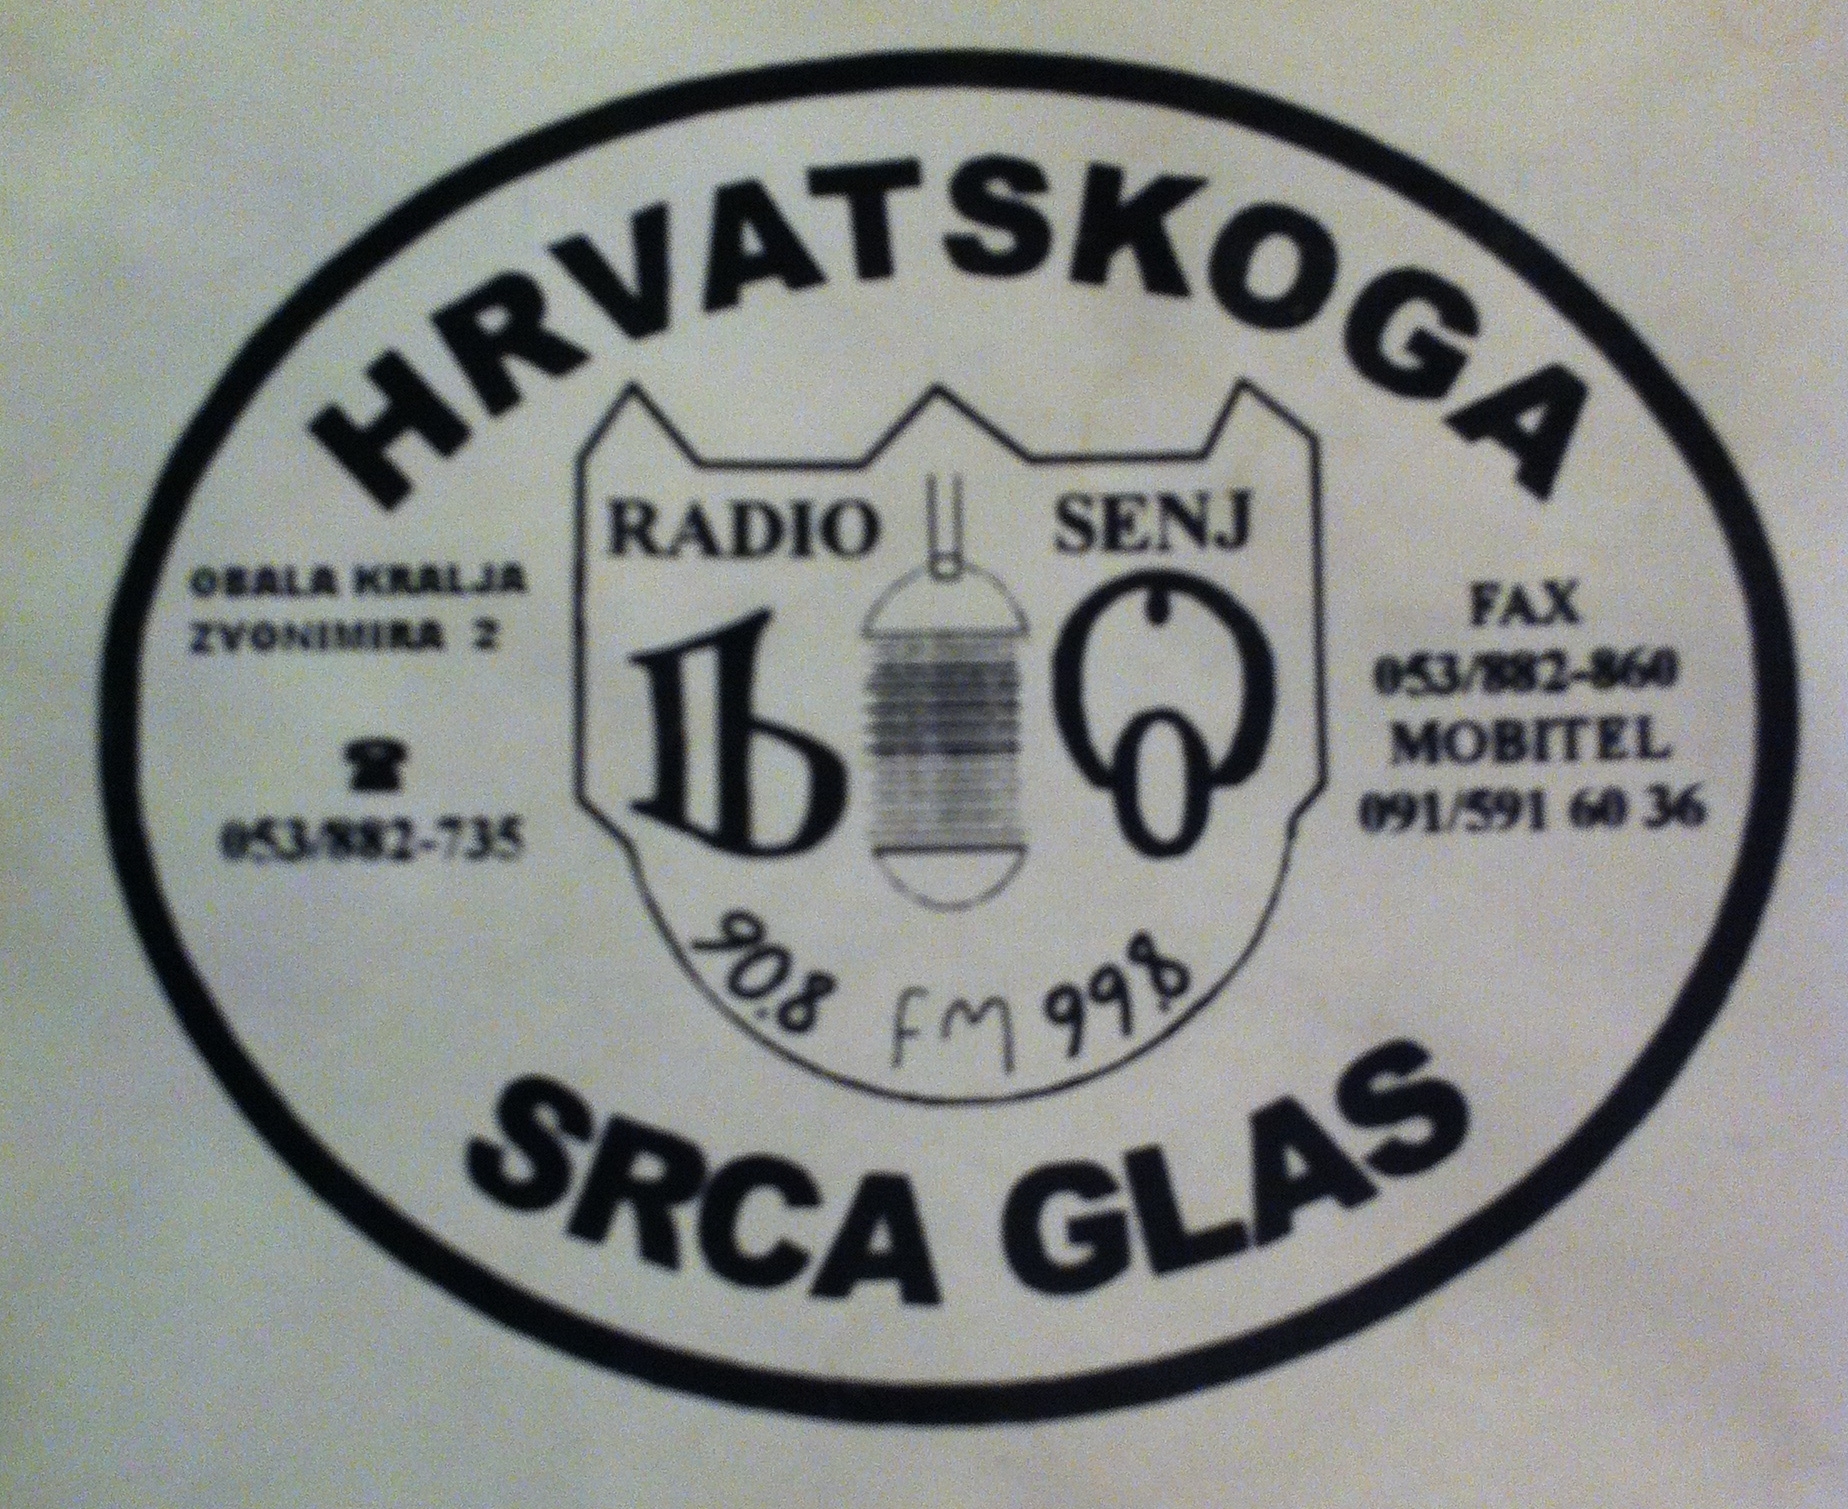 HRVATSKOGA
RADIO SENJ
OBALA KRALJA
ZVONIMIRA 2
☎
053/882-735
FAX
053/882-860
MOBITEL
091/591 60 36
90.8 FM 99.8
SRCA GLAS